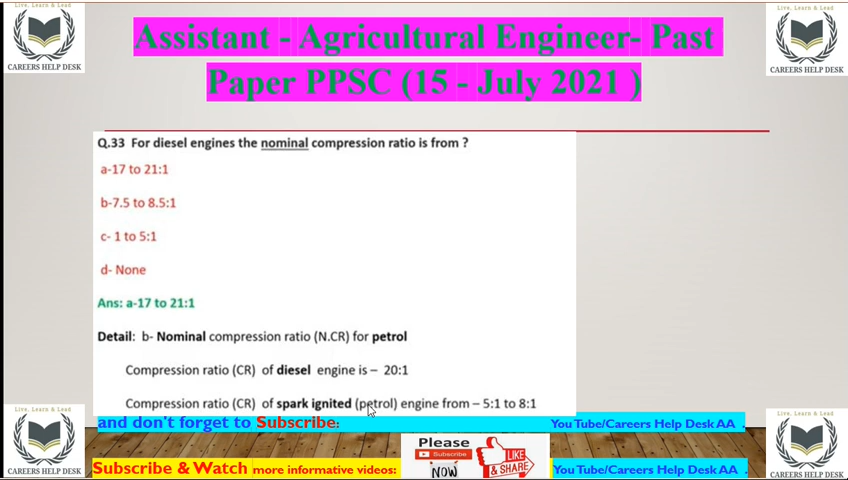 Live, Learn & Lead
CAREERS HELP DESK
Assistant - Agricultural Engineer- Past
Paper PPSC (15 - July 2021 )
Live, Learn & Lead
CAREERS HELP DESK
Q.33 For diesel engines the nominal compression ratio is from ?
a-17 to 21:1
b-7.5 to 8.5:1
c- 1 to 5:1
d- None
Ans: a-17 to 21:1
Detail: b- Nominal compression ratio (N.CR) for petrol
Compression ratio (CR) of diesel engine is – 20:1
Compression ratio (CR) of spark ignited (petrol) engine from – 5:1 to 8:1
Live, Learn & Lead
CAREERS HELP DESK
and don't forget to Subscribe: You Tube/Careers Help Desk AA .
Subscribe & Watch more informative videos:
Please
Subscribe
NOW
LIKE
& SHARE
You Tube/Careers Help Desk AA .
Live, Learn & Lead
CAREERS HELP DESK